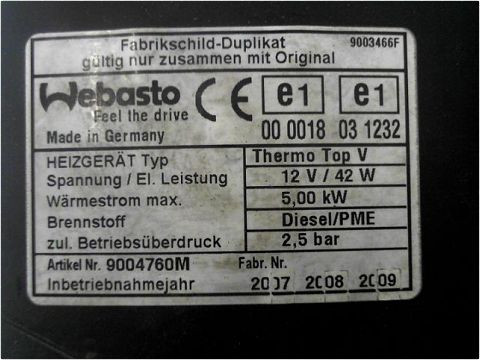 Fabrikschild-Duplikat 9003466F
gültig nur zusammen mit Original
Webasto CE e1 e1
Feel the drive
Made in Germany 00 0018 03 1232
HEIZGERÄT Typ Thermo Top V
Spannung / El. Leistung 12 V / 42 W
Wärmestrom max. 5,00 kW
Brennstoff Diesel/PME
zul. Betriebsüberdruck 2,5 bar
Artikel Nr. 9004760M Fabr. Nr.
Inbetriebnahmejahr 2007 2008 2009